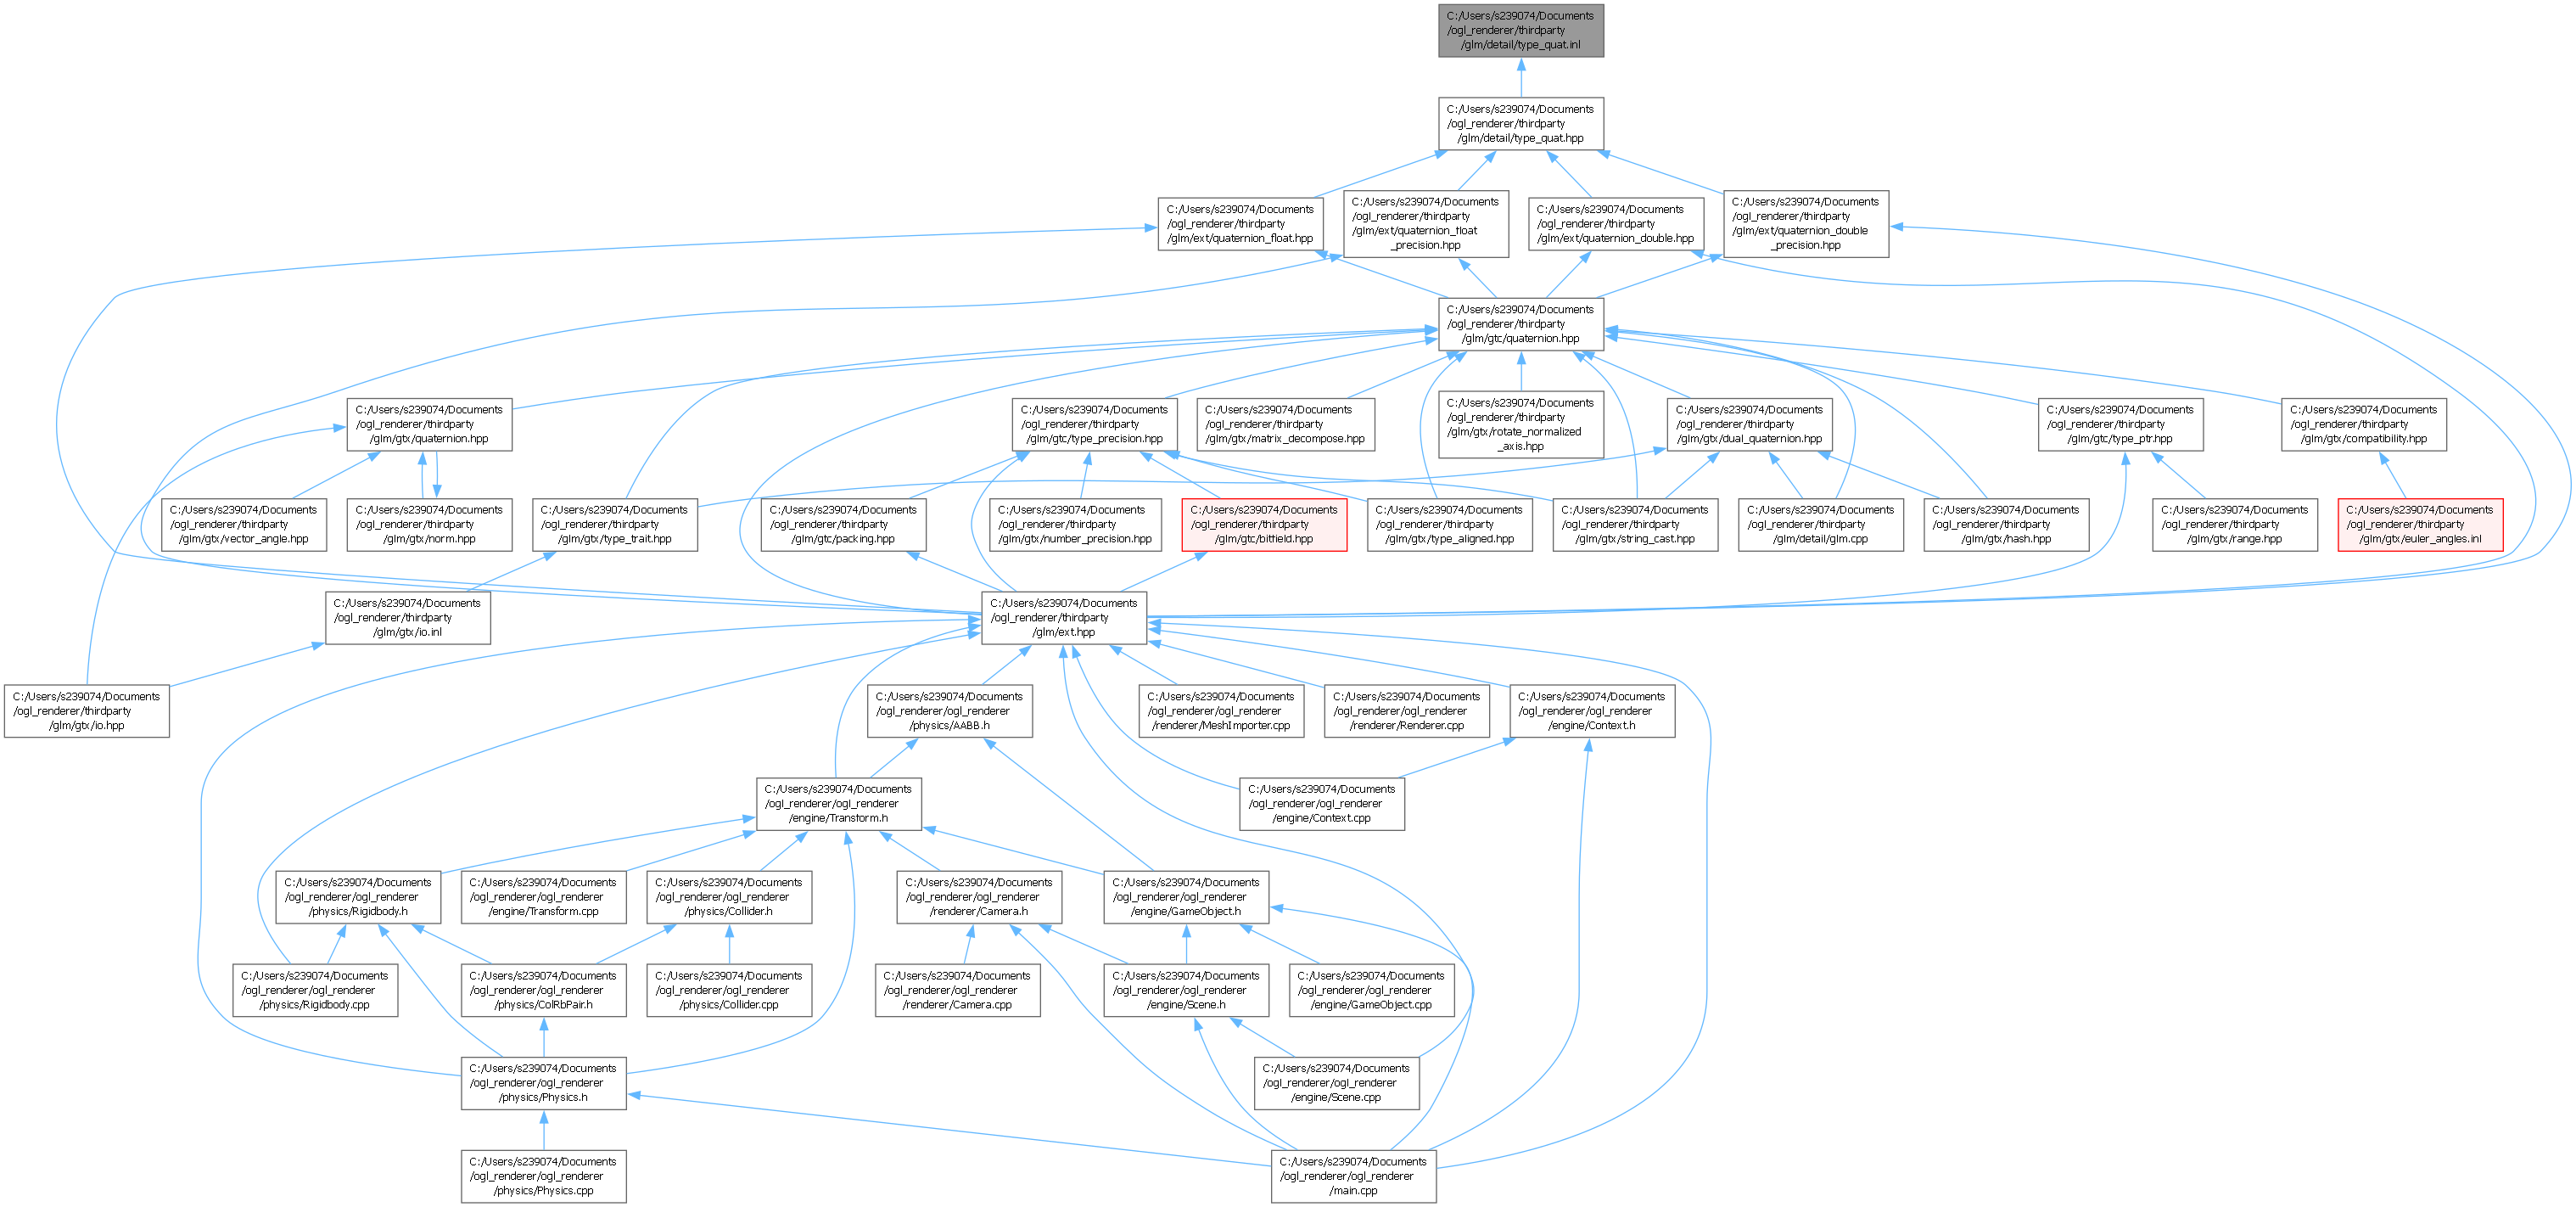 C:/Users/s239074/Documents
/ogl_renderer/thirdparty
/glm/detail/type_quat.inl
C:/Users/s239074/Documents
/ogl_renderer/thirdparty
/glm/detail/type_quat.hpp
C:/Users/s239074/Documents
/ogl_renderer/thirdparty
/glm/ext/quaternion_float.hpp
C:/Users/s239074/Documents
/ogl_renderer/thirdparty
/glm/ext/quaternion_float
_precision.hpp
C:/Users/s239074/Documents
/ogl_renderer/thirdparty
/glm/ext/quaternion_double.hpp
C:/Users/s239074/Documents
/ogl_renderer/thirdparty
/glm/ext/quaternion_double
_precision.hpp
C:/Users/s239074/Documents
/ogl_renderer/thirdparty
/glm/gtc/quaternion.hpp
C:/Users/s239074/Documents
/ogl_renderer/thirdparty
/glm/gtx/quaternion.hpp
C:/Users/s239074/Documents
/ogl_renderer/thirdparty
/glm/gtc/type_precision.hpp
C:/Users/s239074/Documents
/ogl_renderer/thirdparty
/glm/gtx/matrix_decompose.hpp
C:/Users/s239074/Documents
/ogl_renderer/thirdparty
/glm/gtx/rotate_normalized
_axis.hpp
C:/Users/s239074/Documents
/ogl_renderer/thirdparty
/glm/gtx/dual_quaternion.hpp
C:/Users/s239074/Documents
/ogl_renderer/thirdparty
/glm/gtc/type_ptr.hpp
C:/Users/s239074/Documents
/ogl_renderer/thirdparty
/glm/gtx/compatibility.hpp
C:/Users/s239074/Documents
/ogl_renderer/thirdparty
/glm/gtx/vector_angle.hpp
C:/Users/s239074/Documents
/ogl_renderer/thirdparty
/glm/gtx/norm.hpp
C:/Users/s239074/Documents
/ogl_renderer/thirdparty
/glm/gtx/type_trait.hpp
C:/Users/s239074/Documents
/ogl_renderer/thirdparty
/glm/gtc/packing.hpp
C:/Users/s239074/Documents
/ogl_renderer/thirdparty
/glm/gtx/number_precision.hpp
C:/Users/s239074/Documents
/ogl_renderer/thirdparty
/glm/gtc/bitfield.hpp
C:/Users/s239074/Documents
/ogl_renderer/thirdparty
/glm/gtx/type_aligned.hpp
C:/Users/s239074/Documents
/ogl_renderer/thirdparty
/glm/gtx/string_cast.hpp
C:/Users/s239074/Documents
/ogl_renderer/thirdparty
/glm/detail/glm.cpp
C:/Users/s239074/Documents
/ogl_renderer/thirdparty
/glm/gtx/hash.hpp
C:/Users/s239074/Documents
/ogl_renderer/thirdparty
/glm/gtx/range.hpp
C:/Users/s239074/Documents
/ogl_renderer/thirdparty
/glm/gtx/euler_angles.inl
C:/Users/s239074/Documents
/ogl_renderer/thirdparty
/glm/gtx/io.inl
C:/Users/s239074/Documents
/ogl_renderer/thirdparty
/glm/ext.hpp
C:/Users/s239074/Documents
/ogl_renderer/thirdparty
/glm/gtx/io.hpp
C:/Users/s239074/Documents
/ogl_renderer/ogl_renderer
/physics/AABB.h
C:/Users/s239074/Documents
/ogl_renderer/ogl_renderer
/renderer/MeshImporter.cpp
C:/Users/s239074/Documents
/ogl_renderer/ogl_renderer
/renderer/Renderer.cpp
C:/Users/s239074/Documents
/ogl_renderer/ogl_renderer
/engine/Context.h
C:/Users/s239074/Documents
/ogl_renderer/ogl_renderer
/engine/Transform.h
C:/Users/s239074/Documents
/ogl_renderer/ogl_renderer
/engine/Context.cpp
C:/Users/s239074/Documents
/ogl_renderer/ogl_renderer
/physics/Rigidbody.h
C:/Users/s239074/Documents
/ogl_renderer/ogl_renderer
/engine/Transform.cpp
C:/Users/s239074/Documents
/ogl_renderer/ogl_renderer
/physics/Collider.h
C:/Users/s239074/Documents
/ogl_renderer/ogl_renderer
/renderer/Camera.h
C:/Users/s239074/Documents
/ogl_renderer/ogl_renderer
/engine/GameObject.h
C:/Users/s239074/Documents
/ogl_renderer/ogl_renderer
/physics/Rigidbody.cpp
C:/Users/s239074/Documents
/ogl_renderer/ogl_renderer
/physics/ColRbPair.h
C:/Users/s239074/Documents
/ogl_renderer/ogl_renderer
/physics/Collider.cpp
C:/Users/s239074/Documents
/ogl_renderer/ogl_renderer
/renderer/Camera.cpp
C:/Users/s239074/Documents
/ogl_renderer/ogl_renderer
/engine/Scene.h
C:/Users/s239074/Documents
/ogl_renderer/ogl_renderer
/engine/GameObject.cpp
C:/Users/s239074/Documents
/ogl_renderer/ogl_renderer
/physics/Physics.h
C:/Users/s239074/Documents
/ogl_renderer/ogl_renderer
/engine/Scene.cpp
C:/Users/s239074/Documents
/ogl_renderer/ogl_renderer
/physics/Physics.cpp
C:/Users/s239074/Documents
/ogl_renderer/ogl_renderer
/main.cpp